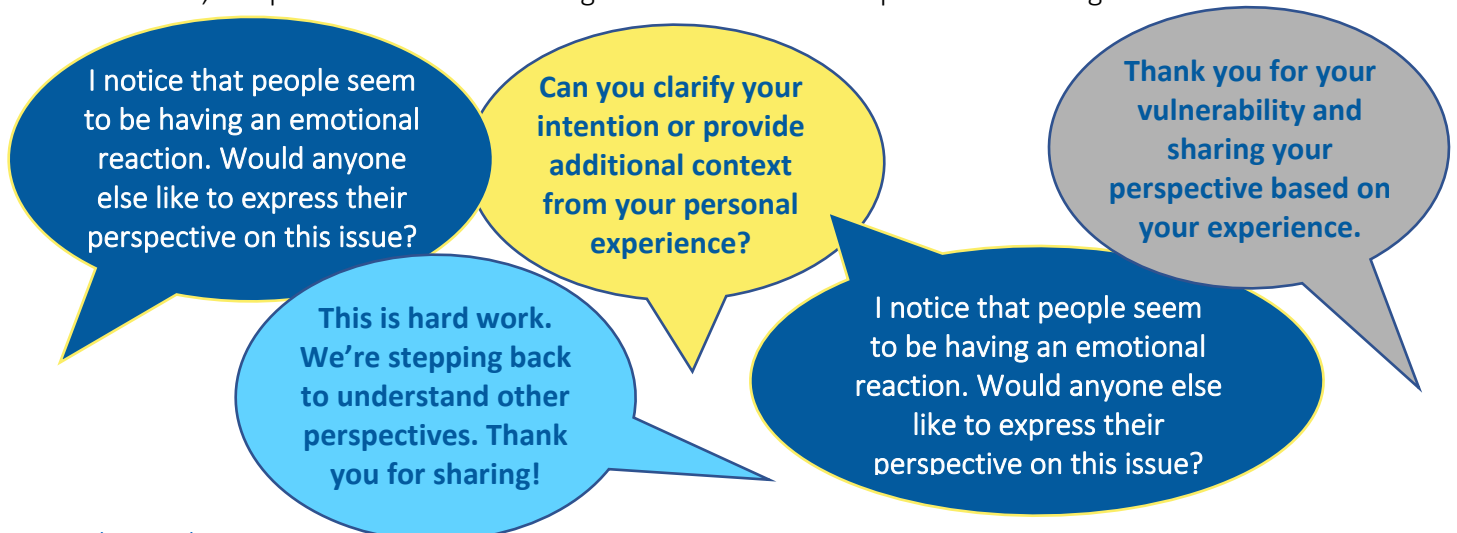 I notice that people seem
to be having an emotional
reaction. Would anyone
else like to express their
perspective on this issue?
Can you clarify your
intention or provide
additional context
from your personal
experience?
Thank you for your
vulnerability and
sharing your
perspective based on
your experience.
This is hard work.
We’re stepping back
to understand other
perspectives. Thank
you for sharing!
I notice that people seem
to be having an emotional
reaction. Would anyone else
like to express their
perspective on this issue?